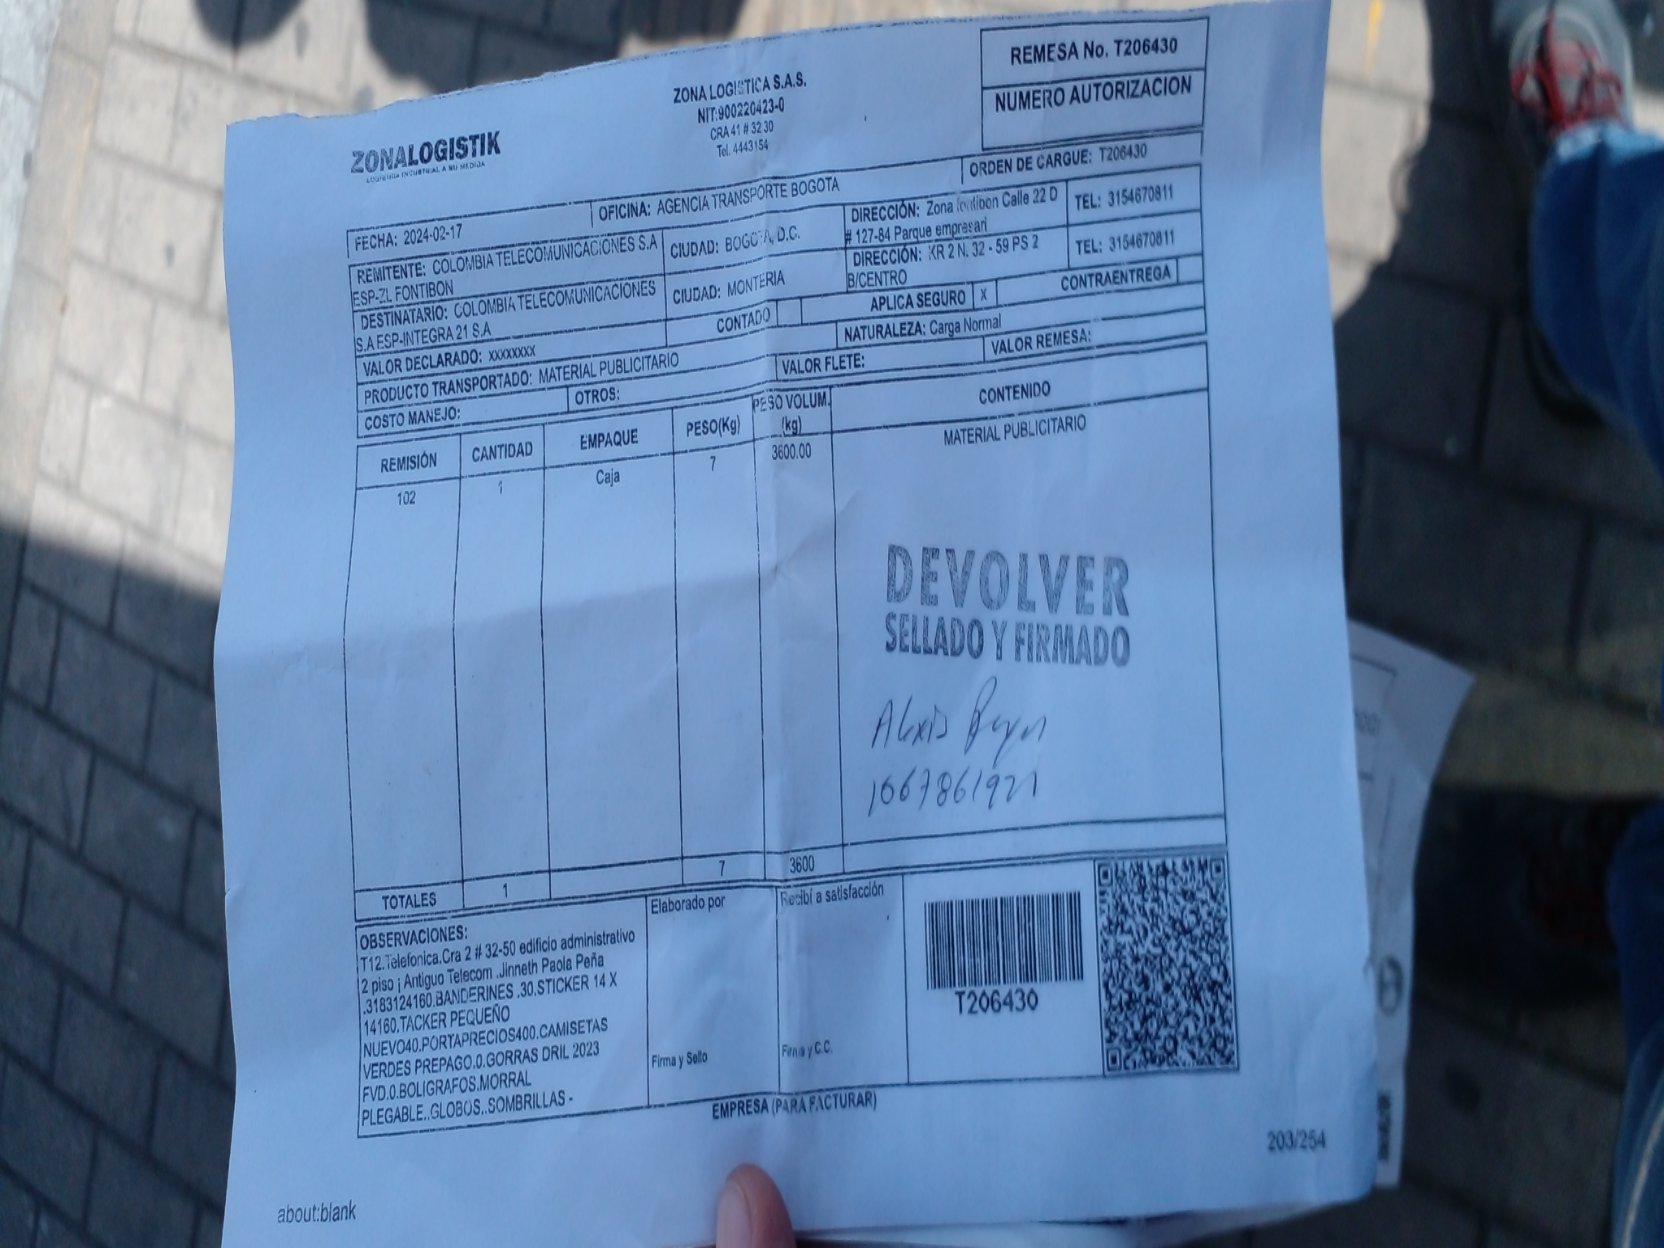 ZONALOGISTIK
LOGISTICA INDUSTRIAL A SU MEDIDA
ZONA LOGISTICA S.A.S.
NIT:900220423-0
CRA 41 # 32 30
Tel. 4443154
REMESA No. T206430
NUMERO AUTORIZACION
ORDEN DE CARGUE: T206430
FECHA: 2024-02-17
OFICINA: AGENCIA TRANSPORTE BOGOTA
REMITENTE: COLOMBIA TELECOMUNICACIONES S.A
ESP-ZL FONTIBON
CIUDAD: BOGOTA, D.C.
DIRECCIÓN: Zona fontibon Calle 22 D
# 127-84 Parque empresari
TEL: 3154670811
DESTINATARIO: COLOMBIA TELECOMUNICACIONES
S.A ESP-INTEGRA 21 S.A
CIUDAD: MONTERIA
DIRECCIÓN: KR 2 N. 32 - 59 PS 2
B/CENTRO
TEL: 3154670811
VALOR DECLARADO: XXXXXXXX
CONTADO
APLICA SEGURO X
CONTRAENTREGA
PRODUCTO TRANSPORTADO: MATERIAL PUBLICITARIO
NATURALEZA: Carga Normal
COSTO MANEJO:
OTROS:
VALOR FLETE:
VALOR REMESA:
REMISIÓN CANTIDAD EMPAQUE PESO(Kg) PESO VOLUM. (kg) CONTENIDO
102 1 Caja 7 3600.00 MATERIAL PUBLICITARIO
DEVOLVER
SELLADO Y FIRMADO
Alexis
1067861921
TOTALES 1 7 3600
OBSERVACIONES:
T12.Telefonica.Cra 2 # 32-50 edificio administrativo
2 piso ¡ Antiguo Telecom .Jinneth Paola Peña
.3183124160.BANDERINES .30.STICKER 14 X
14160.TACKER PEQUEÑO
NUEVO40.PORTAPRECIOS400.CAMISETAS
VERDES PREPAGO.0.GORRAS DRIL 2023
FVD.0.BOLIGRAFOS.MORRAL
PLEGABLE..GLOBOS..SOMBRILLAS -
Elaborado por
Firma y Sello
Recibí a satisfacción
Firma y C.C.
T206430
EMPRESA (PARA FACTURAR)
203/254
about:blank